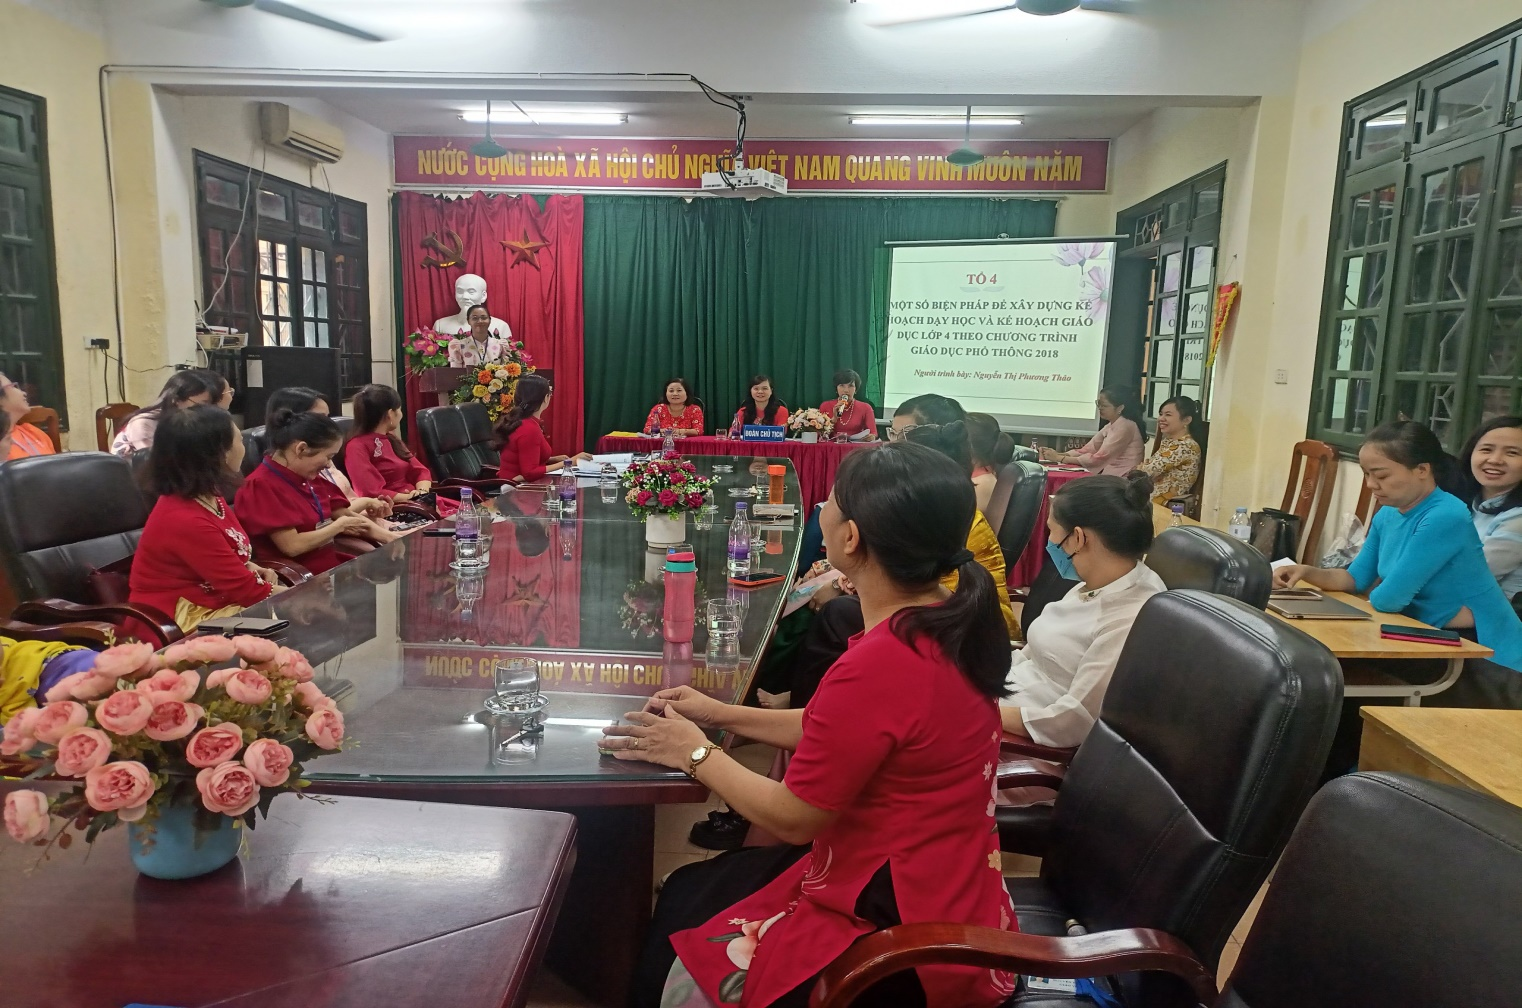 NƯỚC CỘNG HOÀ XÃ HỘI CHỦ NGHĨA VIỆT NAM QUANG VINH MUÔN NĂM
TỔ 4
MỘT SỐ BIỆN PHÁP ĐỂ XÂY DỰNG KẾ
HOẠCH DẠY HỌC VÀ KẾ HOẠCH GIÁO
DỤC LỚP 4 THEO CHƯƠNG TRÌNH
GIÁO DỤC PHỔ THÔNG 2018
Người trình bày: Nguyễn Thị Phương Thảo
ĐOÀN CHỦ TỊCH